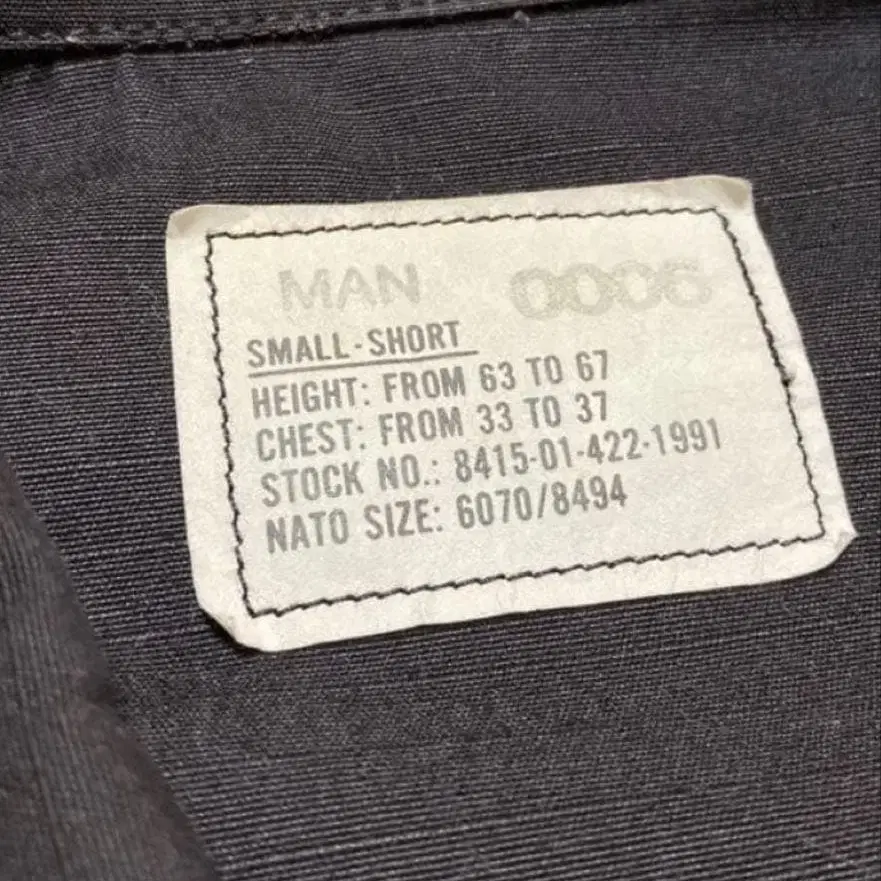 MAN 0006
SMALL-SHORT
HEIGHT: FROM 63 TO 67
CHEST: FROM 33 TO 37
STOCK NO.: 8415-01-422-1991
NATO SIZE: 6070/8494